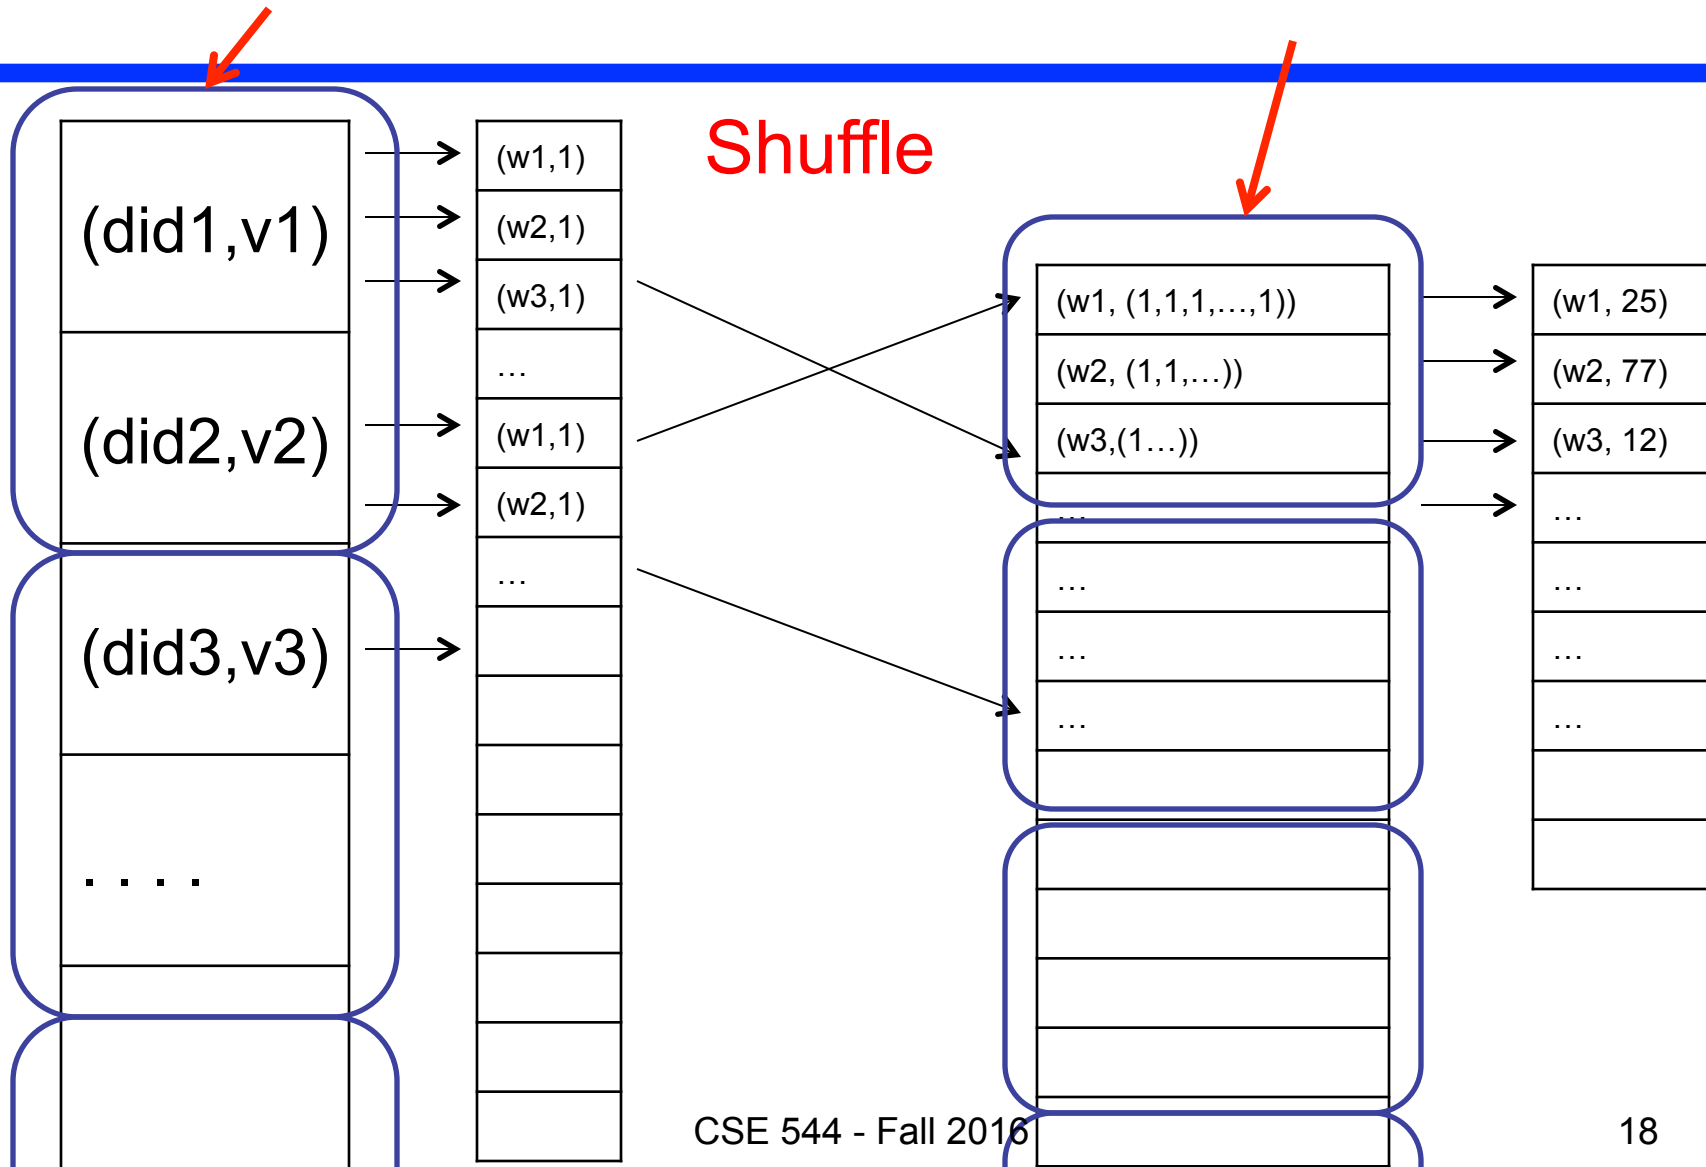 Shuffle
(did1,v1)
(did2,v2)
(did3,v3)
. . . .
(w1,1)
(w2,1)
(w3,1)
…
(w1,1)
(w2,1)
…
(w1, (1,1,1,…,1))
(w2, (1,1,…))
(w3,(1…))
…
…
…
…
(w1, 25)
(w2, 77)
(w3, 12)
…
…
…
…
CSE 544 - Fall 2016
18